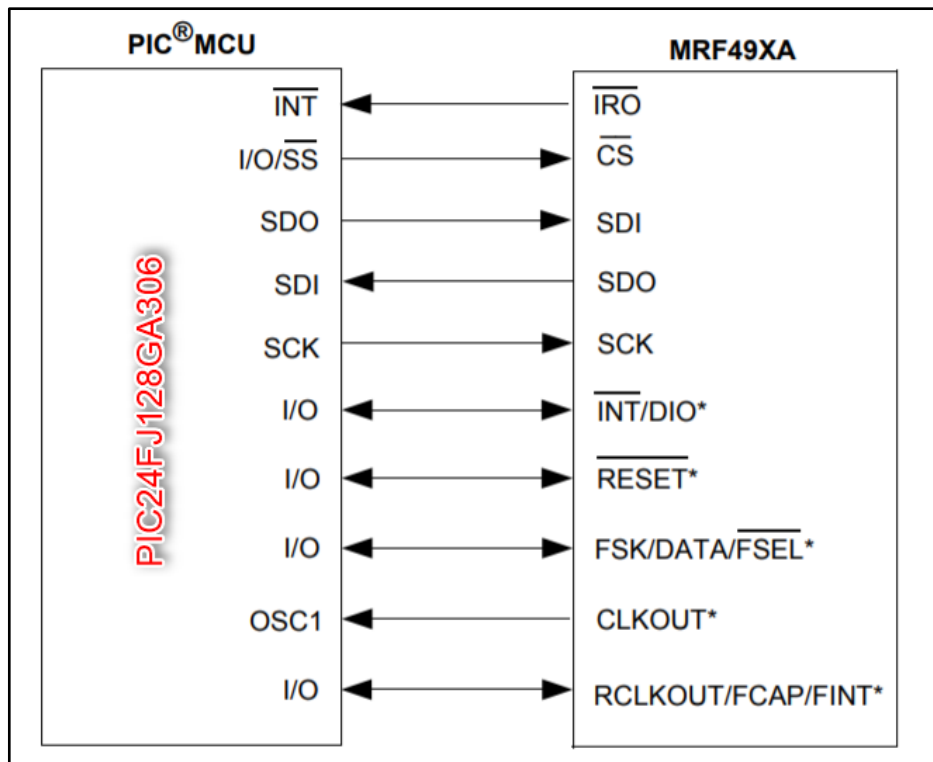 PIC®MCU
MRF49XA
INT
IRO
I/O/SS
CS
SDO
SDI
SDI
SDO
SCK
SCK
I/O
INT/DIO*
I/O
RESET*
I/O
FSK/DATA/FSEL*
OSC1
CLKOUT*
I/O
RCLKOUT/FCAP/FINT*
PIC24FJ128GA306